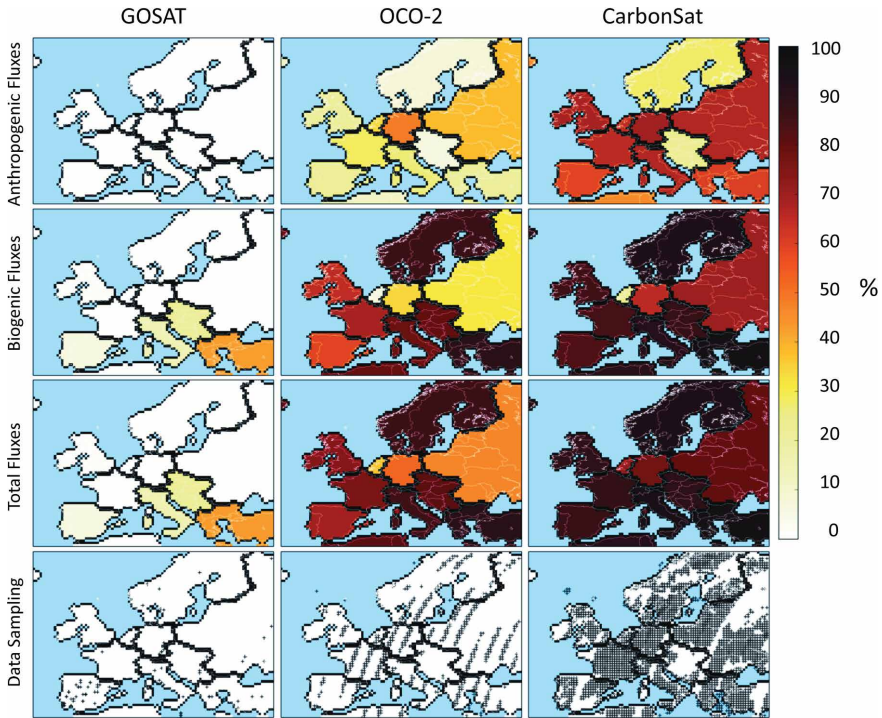 GOSAT
OCO-2
CarbonSat
Anthropogenic Fluxes
Biogenic Fluxes
Total Fluxes
Data Sampling
100
90
80
70
60
50
40
30
20
10
0
%